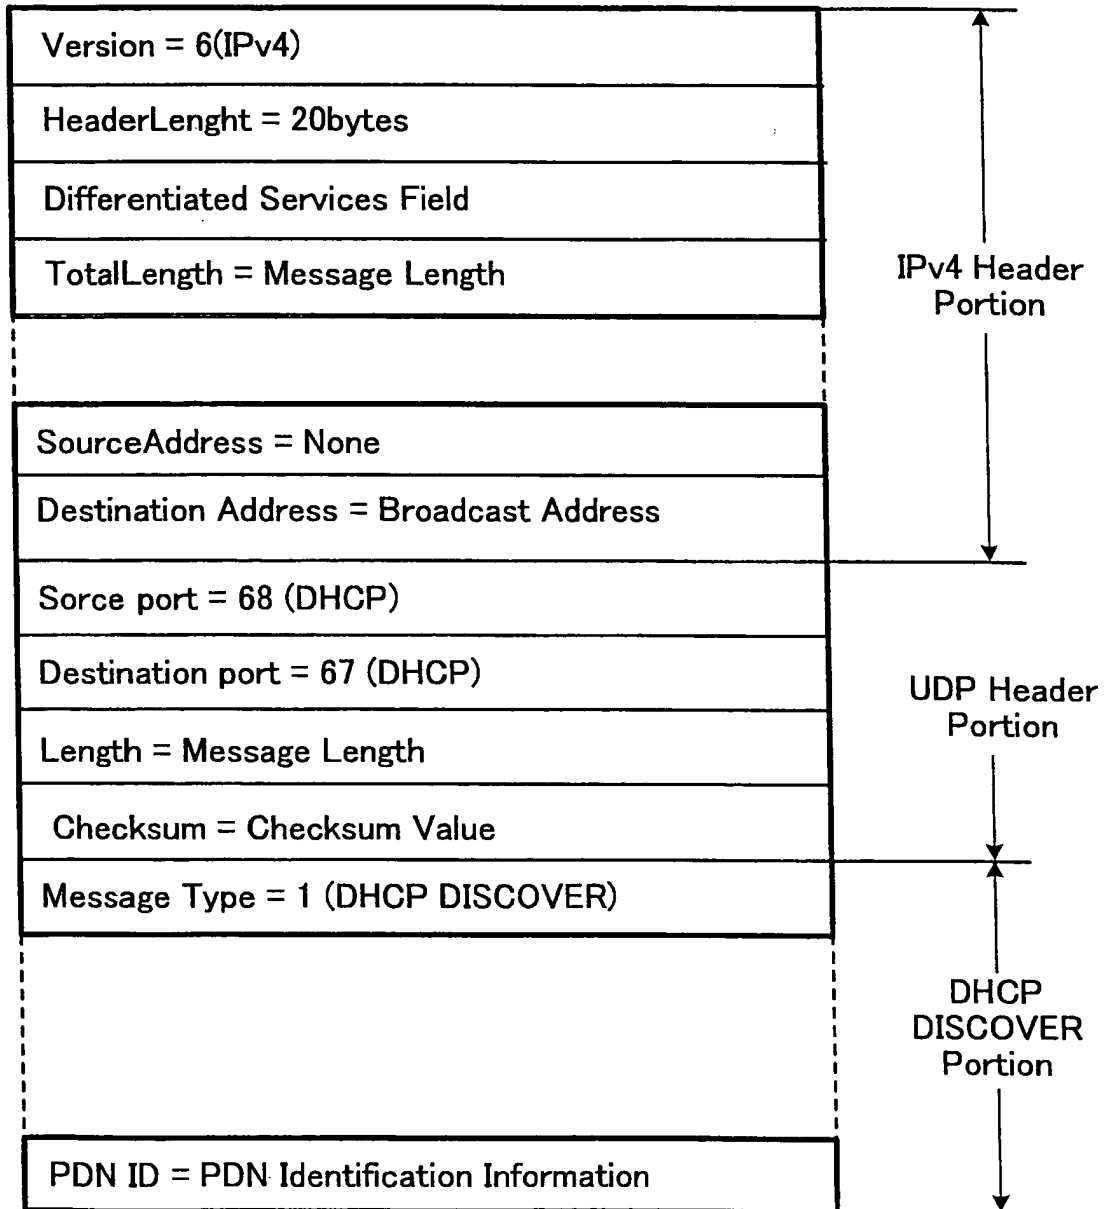 Version = 6(IPv4)
HeaderLenght = 20bytes
Differentiated Services Field
TotalLength = Message Length
IPv4 Header
Portion
SourceAddress = None
Destination Address = Broadcast Address
Sorce port = 68 (DHCP)
Destination port = 67 (DHCP)
Length = Message Length
Checksum = Checksum Value
UDP Header
Portion
Message Type = 1 (DHCP DISCOVER)
DHCP
DISCOVER
Portion
PDN ID = PDN Identification Information